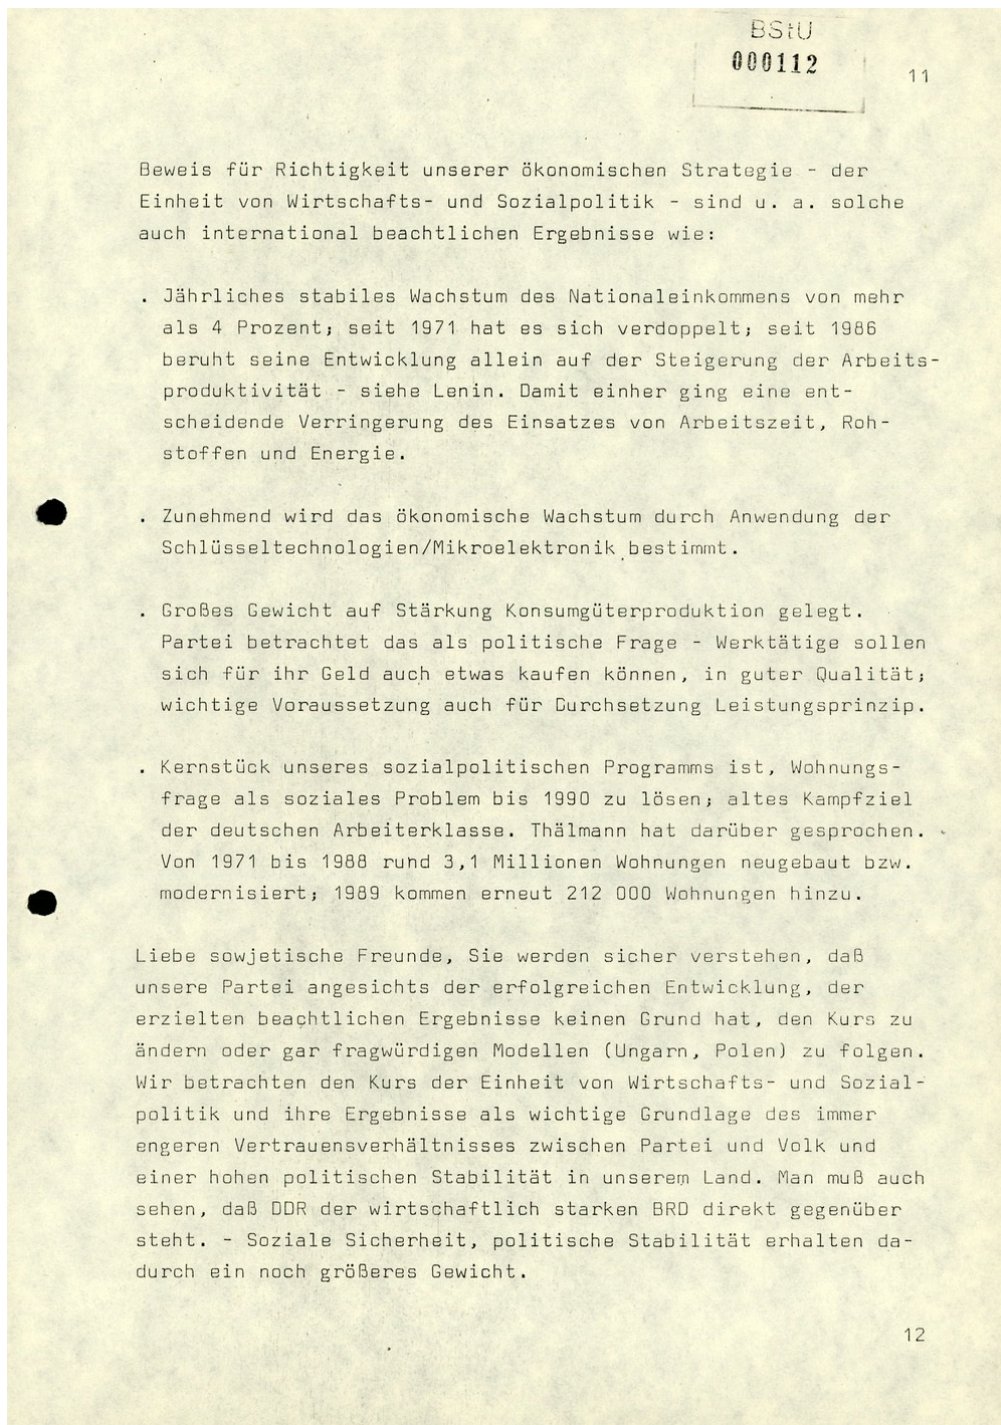 BStU
000112
11
Beweis für Richtigkeit unserer ökonomischen Strategie - der
Einheit von Wirtschafts- und Sozialpolitik - sind u. a. solche
auch international beachtlichen Ergebnisse wie:
. Jährliches stabiles Wachstum des Nationaleinkommens von mehr
als 4 Prozent; seit 1971 hat es sich verdoppelt; seit 1986
beruht seine Entwicklung allein auf der Steigerung der Arbeits-
produktivität - siehe Lenin. Damit einher ging eine ent-
scheidende Verringerung des Einsatzes von Arbeitszeit, Roh-
stoffen und Energie.
. Zunehmend wird das ökonomische Wachstum durch Anwendung der
Schlüsseltechnologien/Mikroelektronik bestimmt.
. Großes Gewicht auf Stärkung Konsumgüterproduktion gelegt.
Partei betrachtet das als politische Frage - Werktätige sollen
sich für ihr Geld auch etwas kaufen können, in guter Qualität;
wichtige Voraussetzung auch für Durchsetzung Leistungsprinzip.
. Kernstück unseres sozialpolitischen Programms ist, Wohnungs-
frage als soziales Problem bis 1990 zu lösen; altes Kampfziel
der deutschen Arbeiterklasse. Thälmann hat darüber gesprochen.
Von 1971 bis 1988 rund 3,1 Millionen Wohnungen neugebaut bzw.
modernisiert; 1989 kommen erneut 212 000 Wohnungen hinzu.
Liebe sowjetische Freunde, Sie werden sicher verstehen, daß
unsere Partei angesichts der erfolgreichen Entwicklung, der
erzielten beachtlichen Ergebnisse keinen Grund hat, den Kurs zu
ändern oder gar fragwürdigen Modellen (Ungarn, Polen) zu folgen.
Wir betrachten den Kurs der Einheit von Wirtschafts- und Sozial-
politik und ihre Ergebnisse als wichtige Grundlage des immer
engeren Vertrauensverhältnisses zwischen Partei und Volk und
einer hohen politischen Stabilität in unserem Land. Man muß auch
sehen, daß DDR der wirtschaftlich starken BRD direkt gegenüber
steht. - Soziale Sicherheit, politische Stabilität erhalten da-
durch ein noch größeres Gewicht.
12